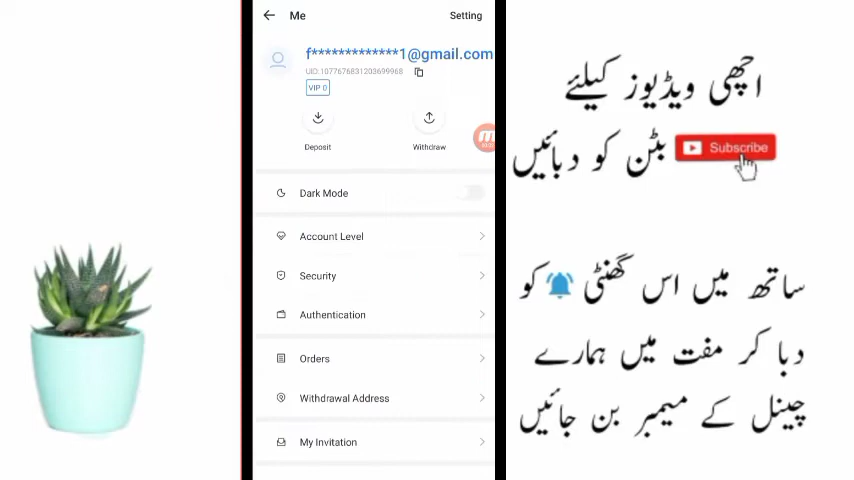 Me
Setting
f*************1@gmail.com
UID:1077676831203699968
VIP 0
Deposit
Withdraw
Dark Mode
Account Level
Security
Authentication
Orders
Withdrawal Address
My Invitation
اچھی ویڈیوز کیلئے
بٹن کو دبائیں Subscribe
ساتھ میں اس گھنٹی کو
دبا کر مفت میں ہمارے
چینل کے میمبر بن جائیں